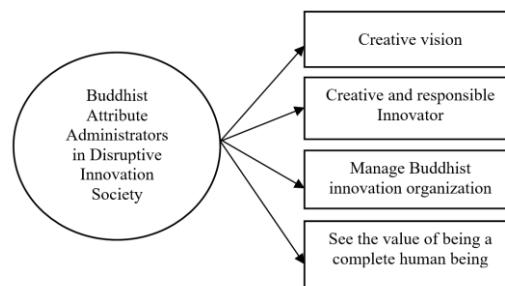 Buddhist
Attribute
Administrators
in Disruptive
Innovation
Society
Creative vision
Creative and responsible
Innovator
Manage Buddhist
innovation organization
See the value of being a
complete human being